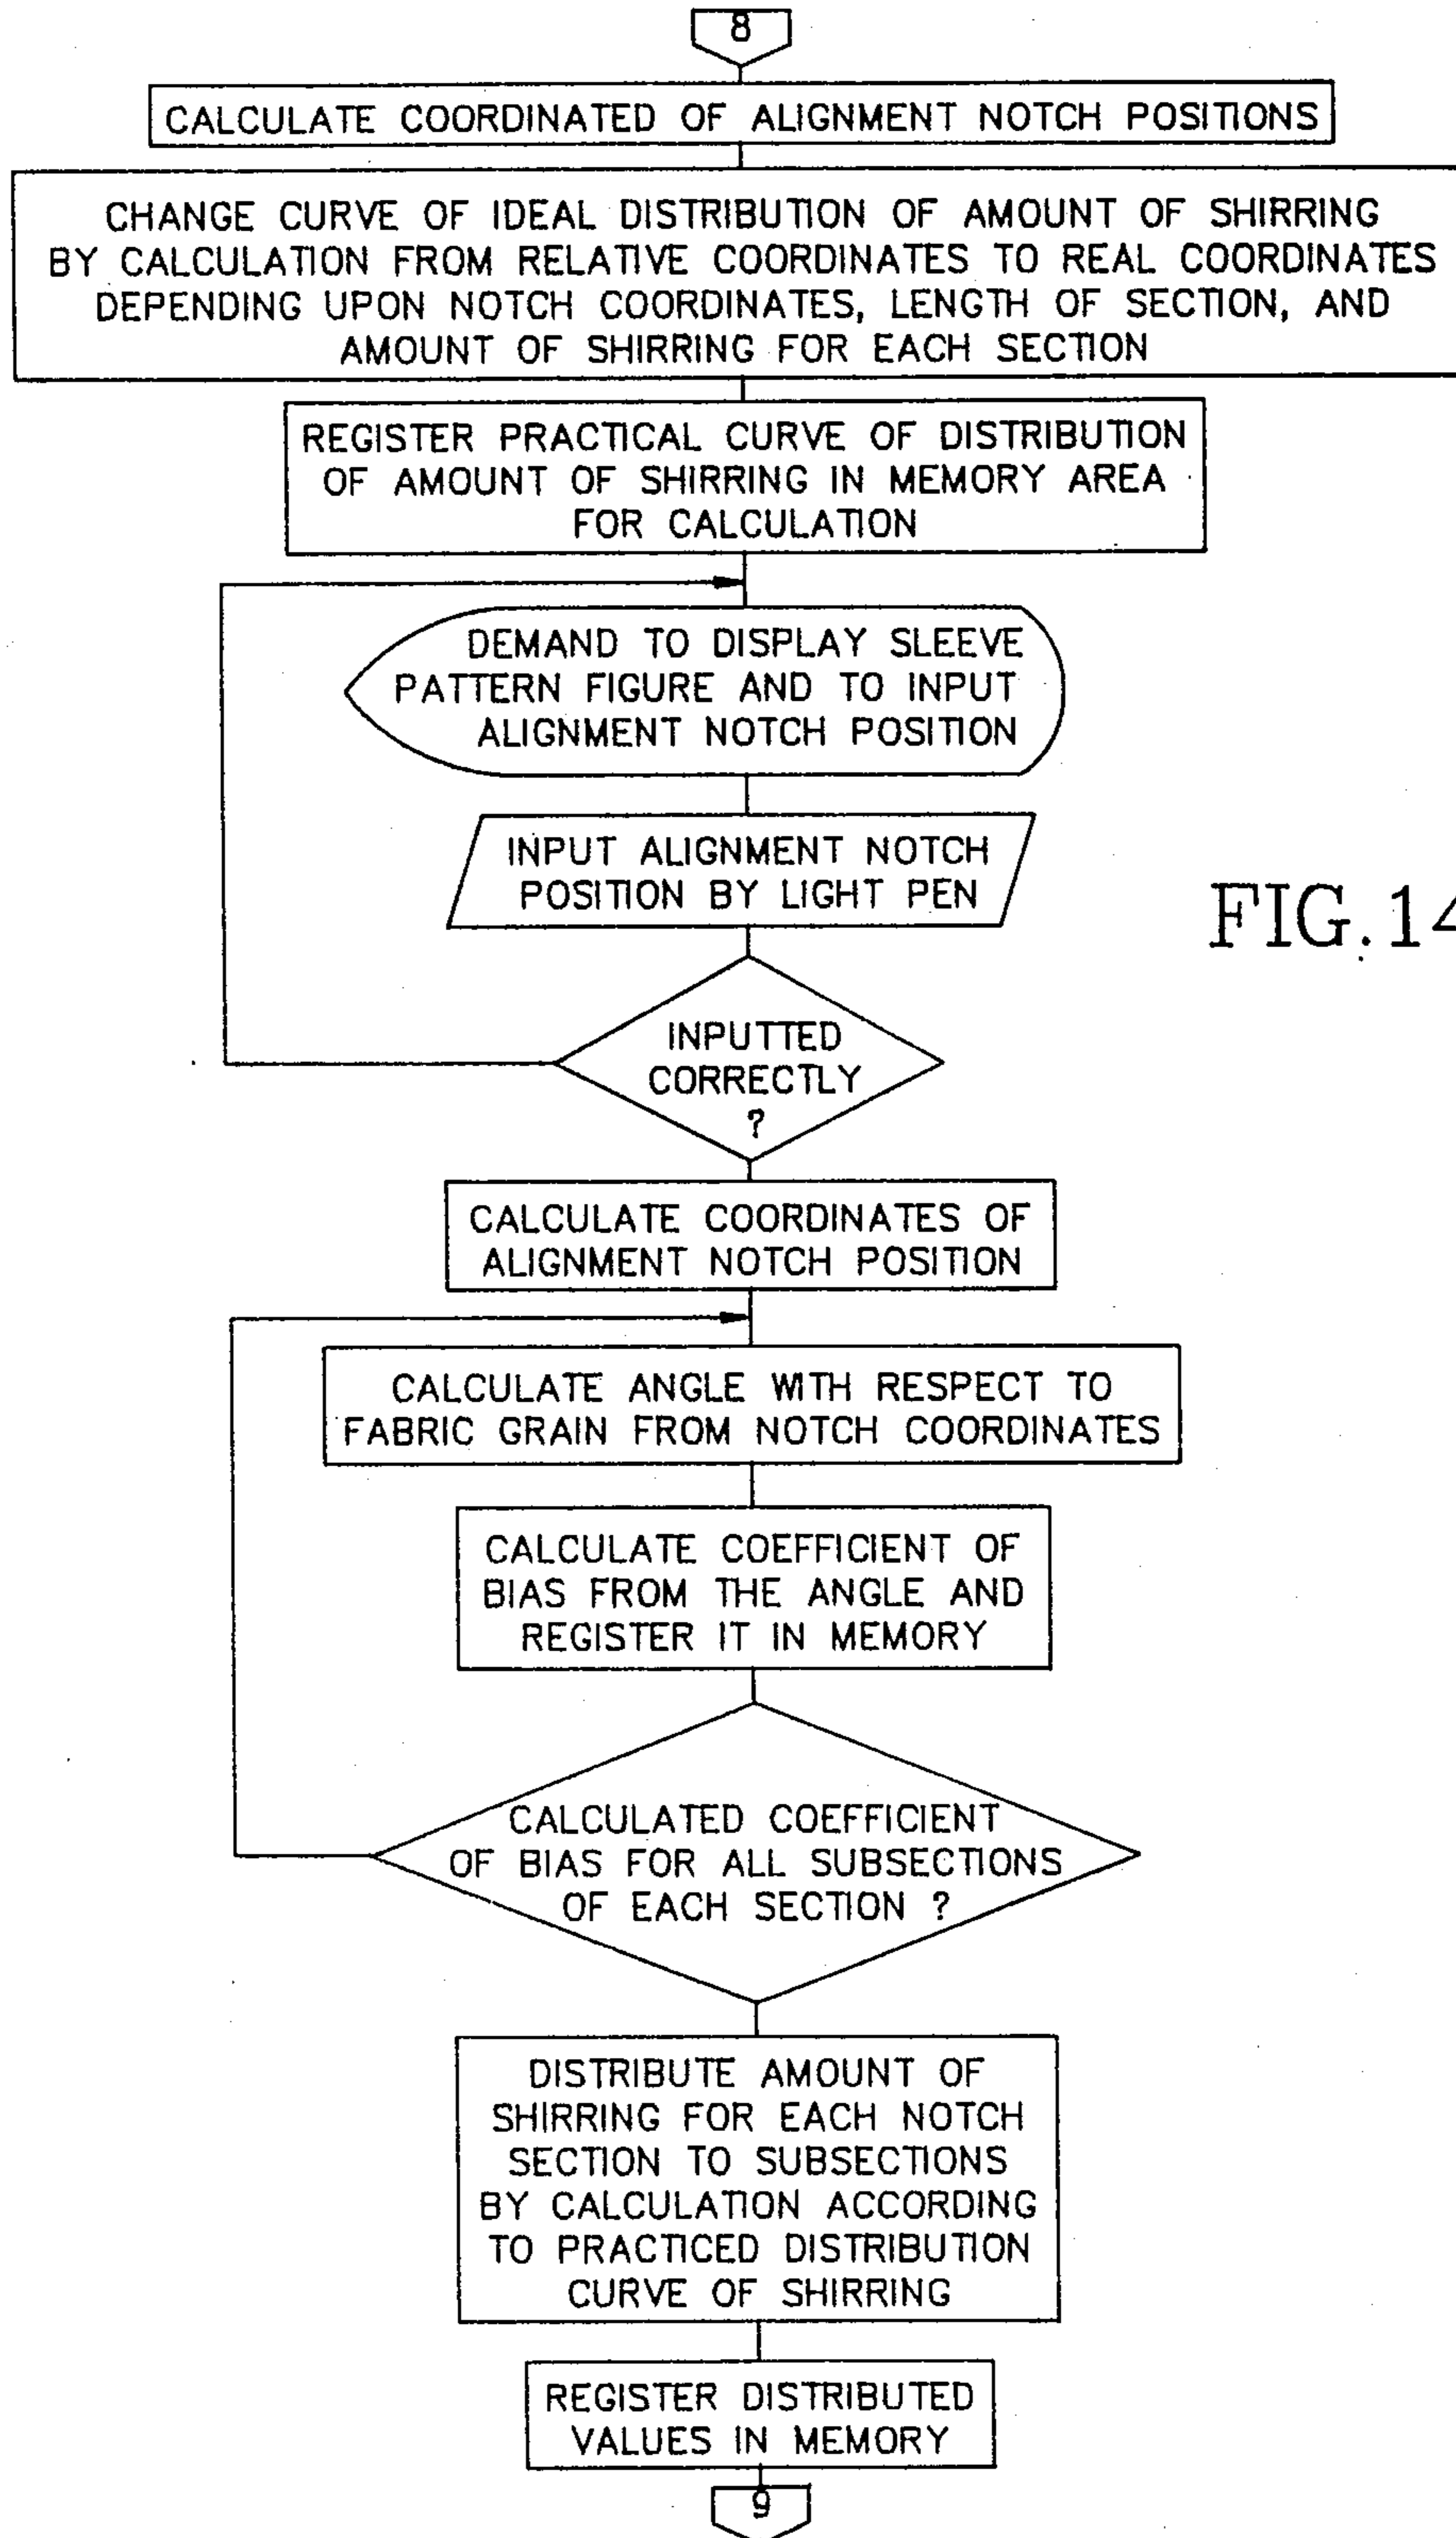 8
CALCULATE COORDINATED OF ALIGNMENT NOTCH POSITIONS
CHANGE CURVE OF IDEAL DISTRIBUTION OF AMOUNT OF SHIRRING
BY CALCULATION FROM RELATIVE COORDINATES TO REAL COORDINATES
DEPENDING UPON NOTCH COORDINATES, LENGTH OF SECTION, AND
AMOUNT OF SHIRRING FOR EACH SECTION
REGISTER PRACTICAL CURVE OF DISTRIBUTION
OF AMOUNT OF SHIRRING IN MEMORY AREA
FOR CALCULATION
DEMAND TO DISPLAY SLEEVE
PATTERN FIGURE AND TO INPUT
ALIGNMENT NOTCH POSITION
INPUT ALIGNMENT NOTCH
POSITION BY LIGHT PEN
FIG.14
INPUTTED
CORRECTLY
?
CALCULATE COORDINATES OF
ALIGNMENT NOTCH POSITION
CALCULATE ANGLE WITH RESPECT TO
FABRIC GRAIN FROM NOTCH COORDINATES
CALCULATE COEFFICIENT OF
BIAS FROM THE ANGLE AND
REGISTER IT IN MEMORY
CALCULATED COEFFICIENT
OF BIAS FOR ALL SUBSECTIONS
OF EACH SECTION ?
DISTRIBUTE AMOUNT OF
SHIRRING FOR EACH NOTCH
SECTION TO SUBSECTIONS
BY CALCULATION ACCORDING
TO PRACTICED DISTRIBUTION
CURVE OF SHIRRING
REGISTER DISTRIBUTED
VALUES IN MEMORY
9